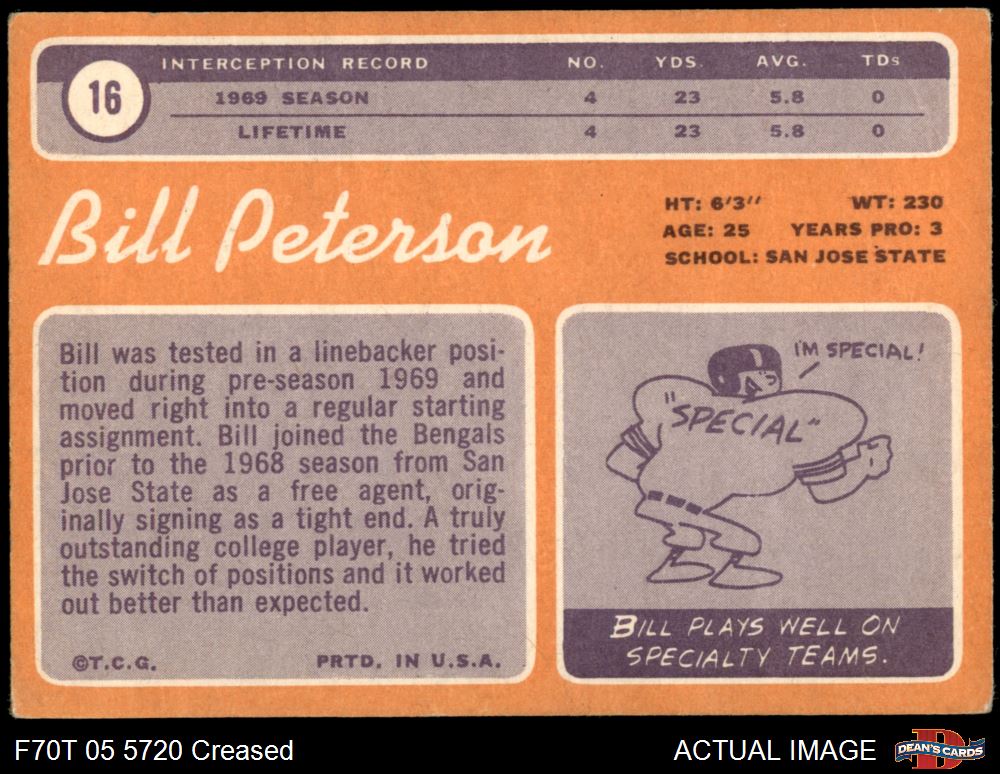 16
INTERCEPTION RECORD NO. YDS. AVG. TDs
1969 SEASON 4 23 5.8 0
LIFETIME 4 23 5.8 0
Bill Peterson
HT: 6'3" WT: 230
AGE: 25 YEARS PRO: 3
SCHOOL: SAN JOSE STATE
Bill was tested in a linebacker posi-
tion during pre-season 1969 and
moved right into a regular starting
assignment. Bill joined the Bengals
prior to the 1968 season from San
Jose State as a free agent, orig-
inally signing as a tight end. A truly
outstanding college player, he tried
the switch of positions and it worked
out better than expected.
©T.C.G. PRTD. IN U.S.A.
I'M SPECIAL!
"SPECIAL"
BILL PLAYS WELL ON
SPECIALTY TEAMS.
F70T 05 5720 Creased
ACTUAL IMAGE
D
DEAN'S CARDS